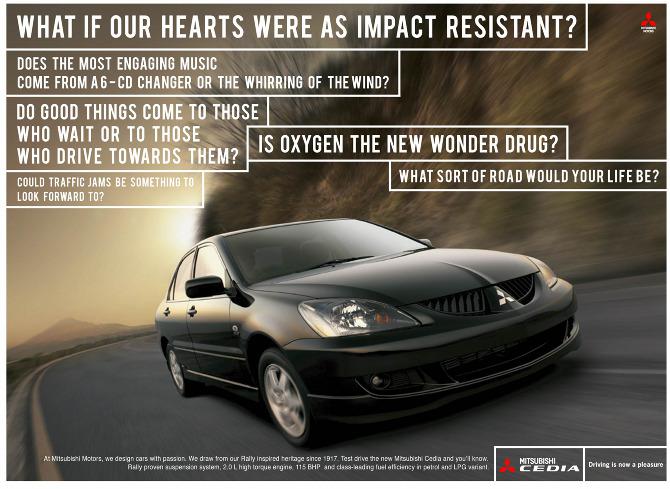 WHAT IF OUR HEARTS WERE AS IMPACT RESISTANT?
MITSUBISHI
MOTORS
DOES THE MOST ENGAGING MUSIC
COME FROM A 6-CD CHANGER OR THE WHIRRING OF THE WIND?
DO GOOD THINGS COME TO THOSE
WHO WAIT OR TO THOSE
WHO DRIVE TOWARDS THEM?
IS OXYGEN THE NEW WONDER DRUG?
WHAT SORT OF ROAD WOULD YOUR LIFE BE?
COULD TRAFFIC JAMS BE SOMETHING TO
LOOK FORWARD TO?
At Mitsubishi Motors, we design cars with passion. We draw from our Rally inspired heritage since 1917. Test drive the new Mitsubishi Cedia and you'll know.
Rally proven suspension system, 2.0 L high torque engine, 115 BHP and class-leading fuel efficiency in petrol and LPG variant.
MITSUBISHI
CEDIA
Driving is now a pleasure